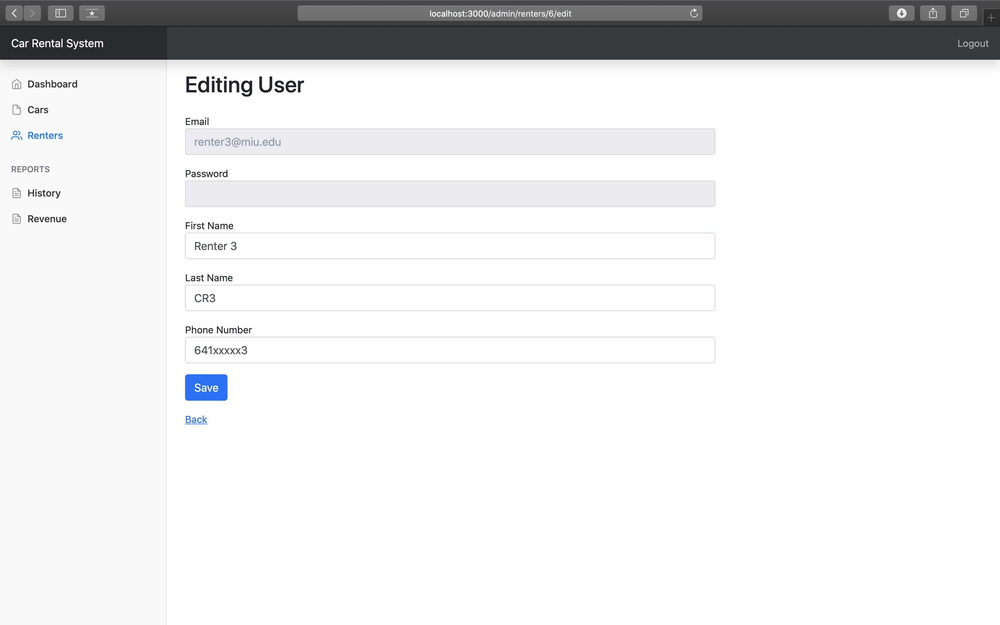 localhost:3000/admin/renters/6/edit
Car Rental System
Logout
Dashboard
Cars
Renters
REPORTS
History
Revenue
Editing User
Email
renter3@miu.edu
Password
First Name
Renter 3
Last Name
CR3
Phone Number
641xxxxx3
Save
Back